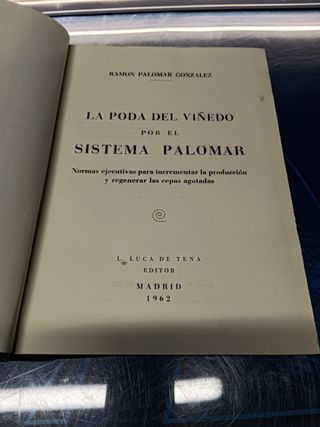 RAMON PALOMAR GONZALEZ
LA PODA DEL VIÑEDO
POR EL
SISTEMA PALOMAR
Normas ejecutivas para incrementar la producción
y regenerar las cepas agotadas
L. LUCA DE TENA
EDITOR
MADRID
1962